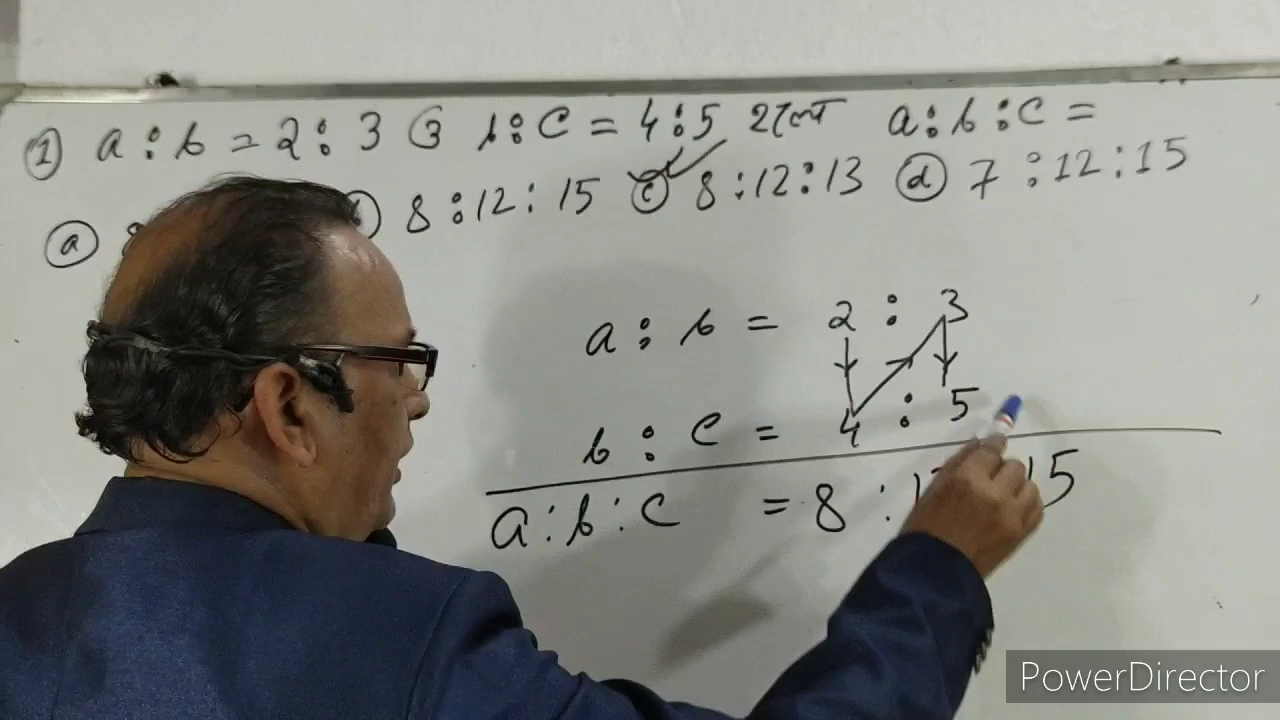 ① a : b = 2 : 3 ও b : c = 4 : 5 হলে a : b : c =
ⓐ 8 : 12 : 15 ⓒ 8 : 12 : 13 ⓓ 7 : 12 : 15
a : b = 2 : 3
b : c = 4 : 5
a : b : c = 8 : 15
PowerDirector